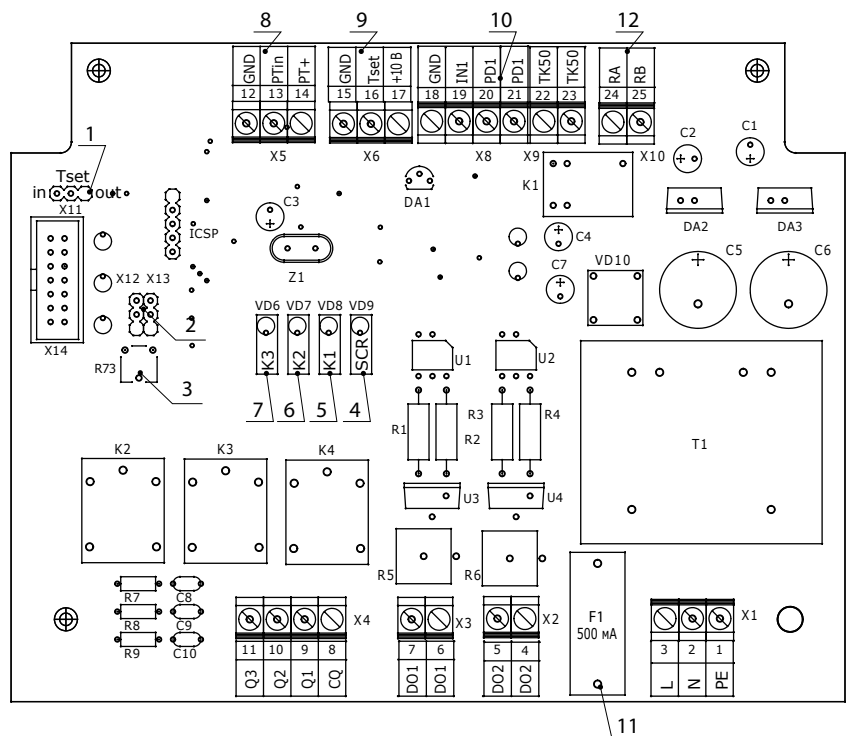 8
9
10
12
GND
PTin
PT+
12 13 14
GND
Tset
+10 В
15 16 17
GND
IN1
PD1
PD1
TK50
TK50
18 19 20 21 22 23
RA
RB
24 25
X5
X6
X8
X9
X10
1
Tset
in out
X11
ICSP
C3
Z1
DA1
K1
C2
C1
DA2
DA3
C4
C7
VD10
C5
C6
X12 X13
X14
2
R73
3
VD6 VD7 VD8 VD9
K3
K2
K1
SCR
7 6 5 4
U1
U2
R1
R2
R3
R4
T1
K2
K3
K4
U3
U4
R5
R6
R7
C8
R8
C9
R9
C10
X4
X3
X2
F1
500 мА
X1
11 10 9 8
Q3
Q2
Q1
CQ
7 6
DO1
DO1
5 4
DO2
DO2
3 2 1
L
N
PE
11